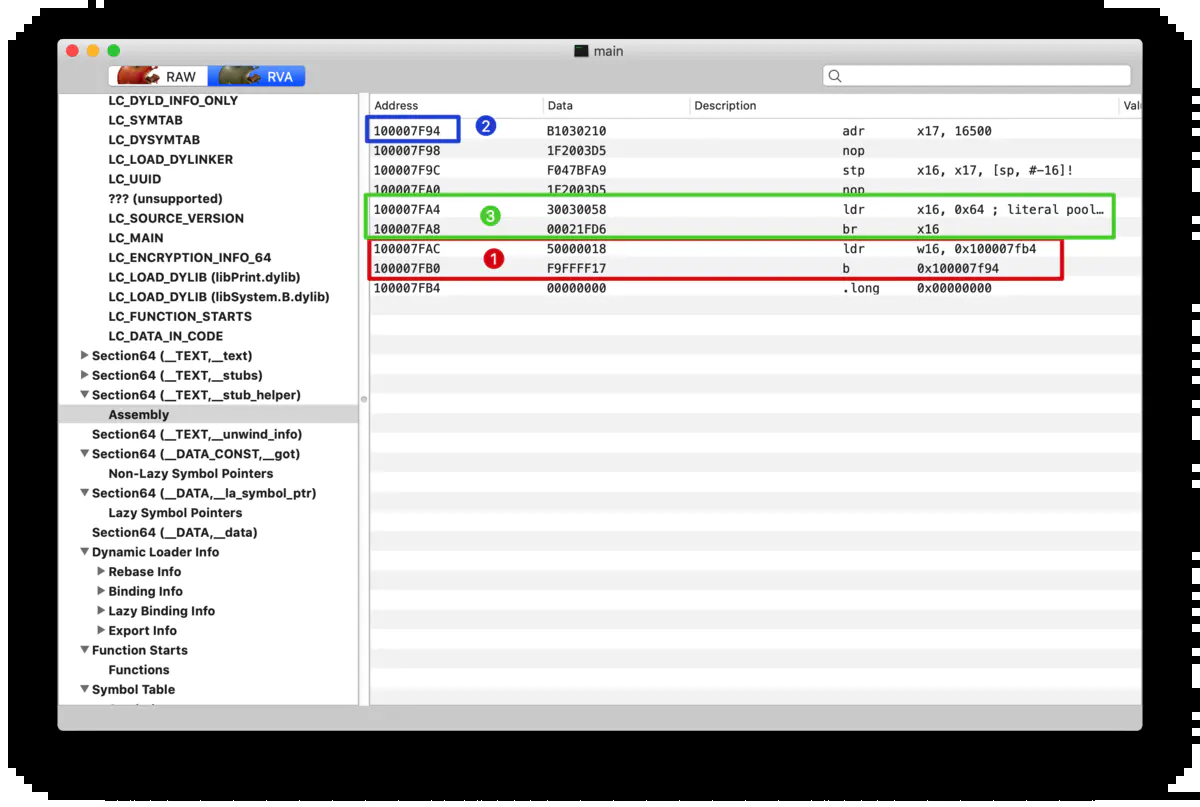 main
RAW RVA
LC_DYLD_INFO_ONLY
LC_SYMTAB
LC_DYSYMTAB
LC_LOAD_DYLINKER
LC_UUID
??? (unsupported)
LC_SOURCE_VERSION
LC_MAIN
LC_ENCRYPTION_INFO_64
LC_LOAD_DYLIB (libPrint.dylib)
LC_LOAD_DYLIB (libSystem.B.dylib)
LC_FUNCTION_STARTS
LC_DATA_IN_CODE
Section64 (__TEXT,__text)
Section64 (__TEXT,__stubs)
Section64 (__TEXT,__stub_helper)
Assembly
Section64 (__TEXT,__unwind_info)
Section64 (__DATA_CONST,__got)
Non-Lazy Symbol Pointers
Section64 (__DATA,__la_symbol_ptr)
Lazy Symbol Pointers
Section64 (__DATA,__data)
Dynamic Loader Info
Rebase Info
Binding Info
Lazy Binding Info
Export Info
Function Starts
Functions
Symbol Table
Address Data Description Val
100007F94 2 B1030210 adr x17, 16500
100007F98 1F2003D5 nop
100007F9C F047BFA9 stp x16, x17, [sp, #-16]!
100007FA0 1F2003D5 nop
100007FA4 3 30030058 ldr x16, 0x64 ; literal pool…
100007FA8 00021FD6 br x16
100007FAC 1 50000018 ldr w16, 0x100007fb4
100007FB0 F9FFFF17 b 0x100007f94
100007FB4 00000000 .long 0x00000000